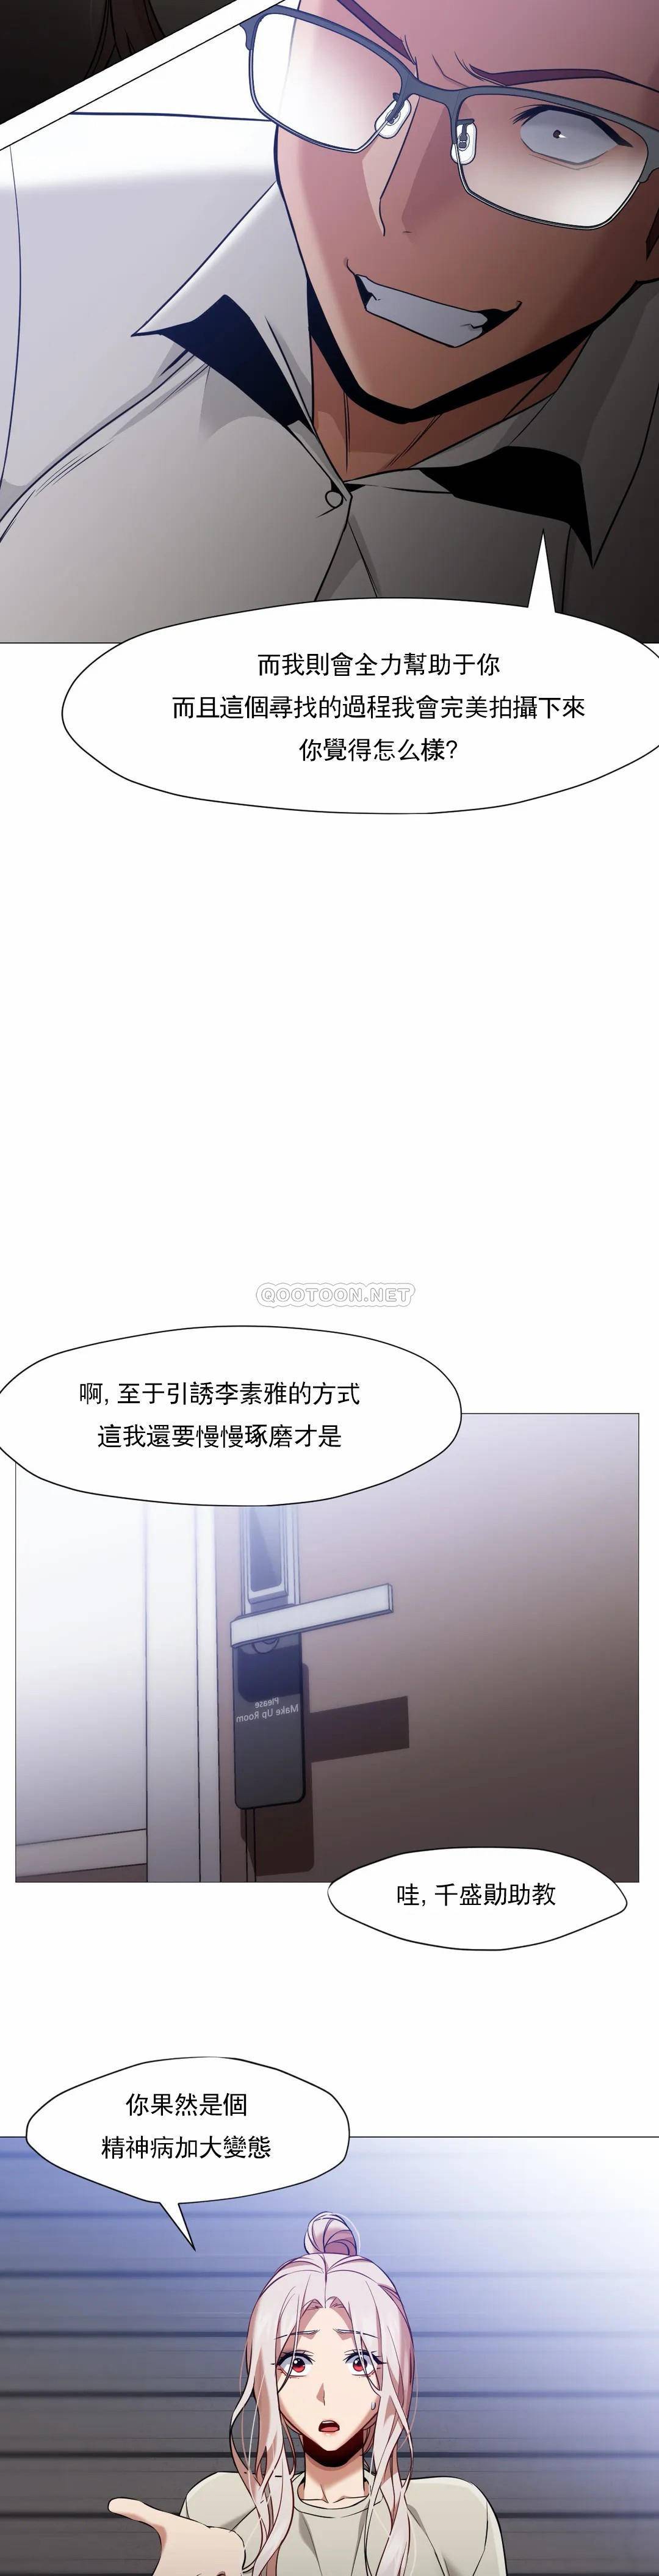 而我則會全力幫助于你
而且這個尋找的過程我會完美拍攝下來
你覺得怎么樣?
QOOTOON.NET
啊, 至于引誘李素雅的方式
這我還要慢慢琢磨才是
Please
Make Up Room
哇, 千盛勛助教
你果然是個
精神病加大變態